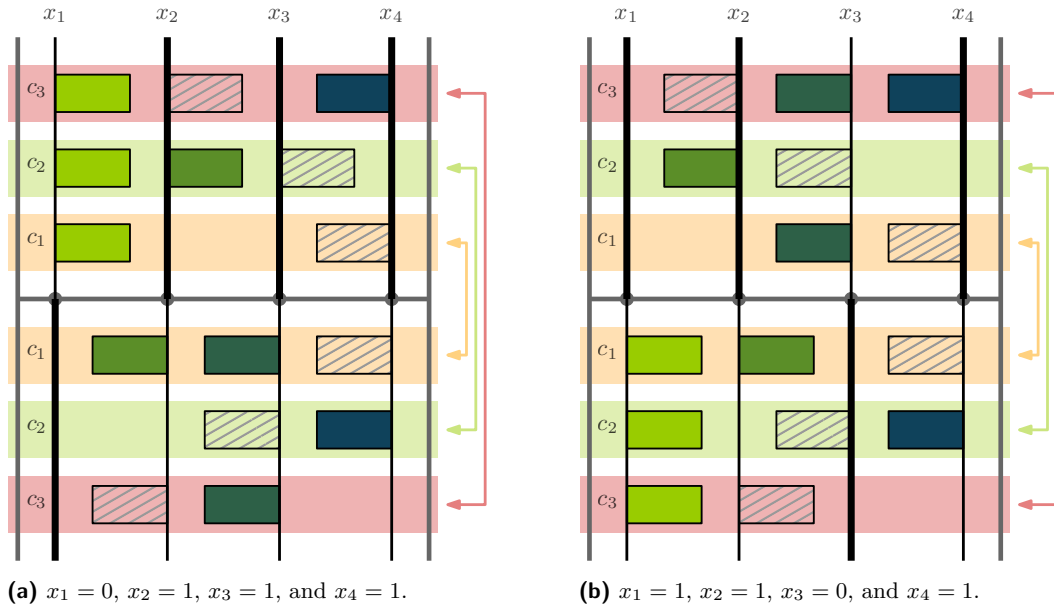 x₁ x₂ x₃ x₄ x₁ x₂ x₃ x₄
c₃ c₃
c₂ c₂
c₁ c₁
c₁ c₁
c₂ c₂
c₃ c₃
(a) x₁ = 0, x₂ = 1, x₃ = 1, and x₄ = 1. (b) x₁ = 1, x₂ = 1, x₃ = 0, and x₄ = 1.